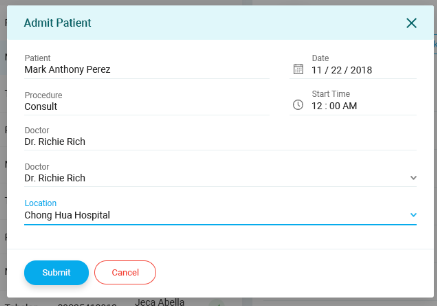 Admit Patient
Patient
Mark Anthony Perez
Date
11 / 22 / 2018
Procedure
Consult
Start Time
12 : 00 AM
Doctor
Dr. Richie Rich
Doctor
Dr. Richie Rich
Location
Chong Hua Hospital
Submit
Cancel
Jeca Abella